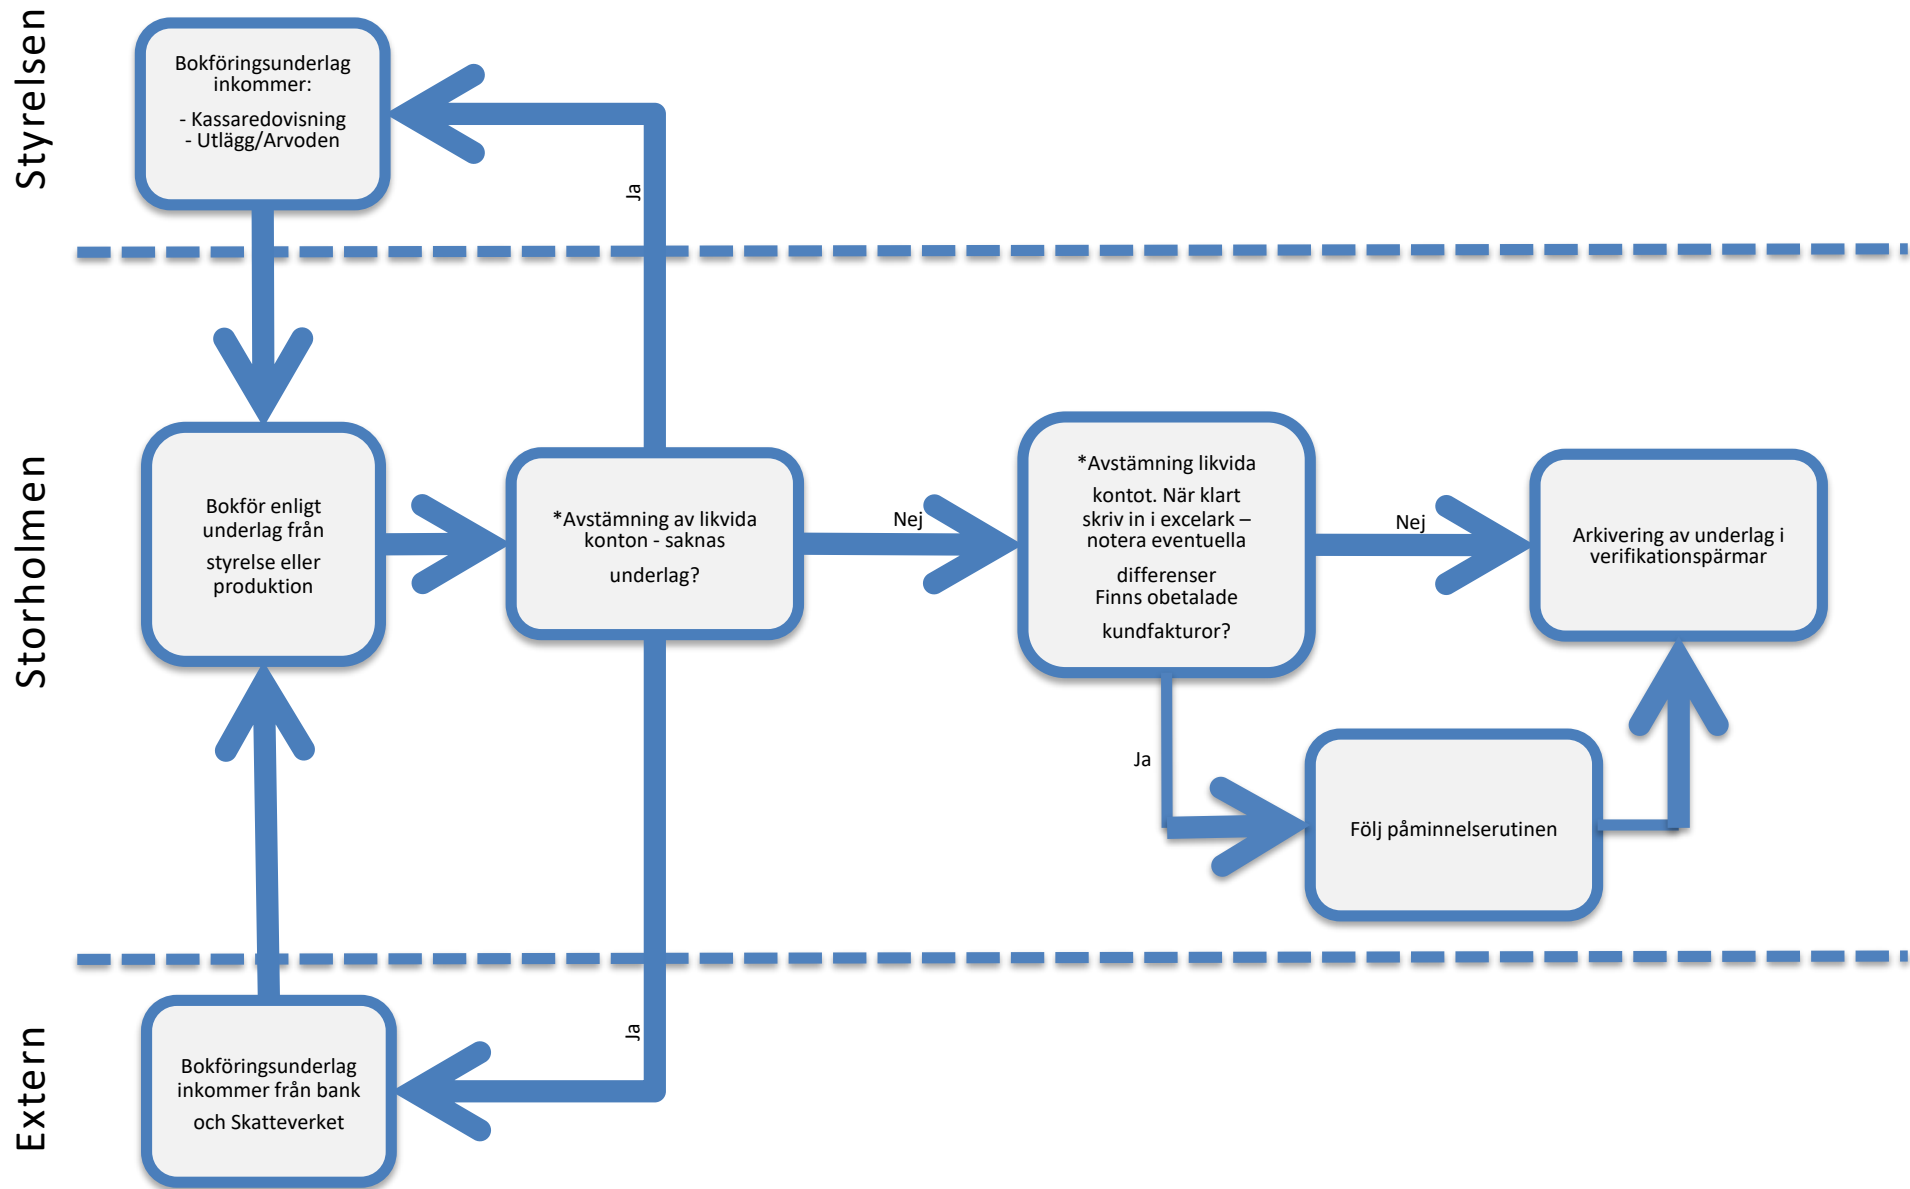 Styrelsen
Bokföringsunderlag
inkommer:
- Kassaredovisning
- Utlägg/Arvoden
Ja
Storholmen
Bokför enligt
underlag från
styrelse eller
produktion
*Avstämning av likvida
konton - saknas
underlag?
Nej
*Avstämning likvida
kontot. När klart
skriv in i excelark –
notera eventuella
differenser
Finns obetalade
kundfakturor?
Nej
Arkivering av underlag i
verifikationspärmar
Ja
Följ påminnelserutinen
Extern
Bokföringsunderlag
inkommer från bank
och Skatteverket
Ja